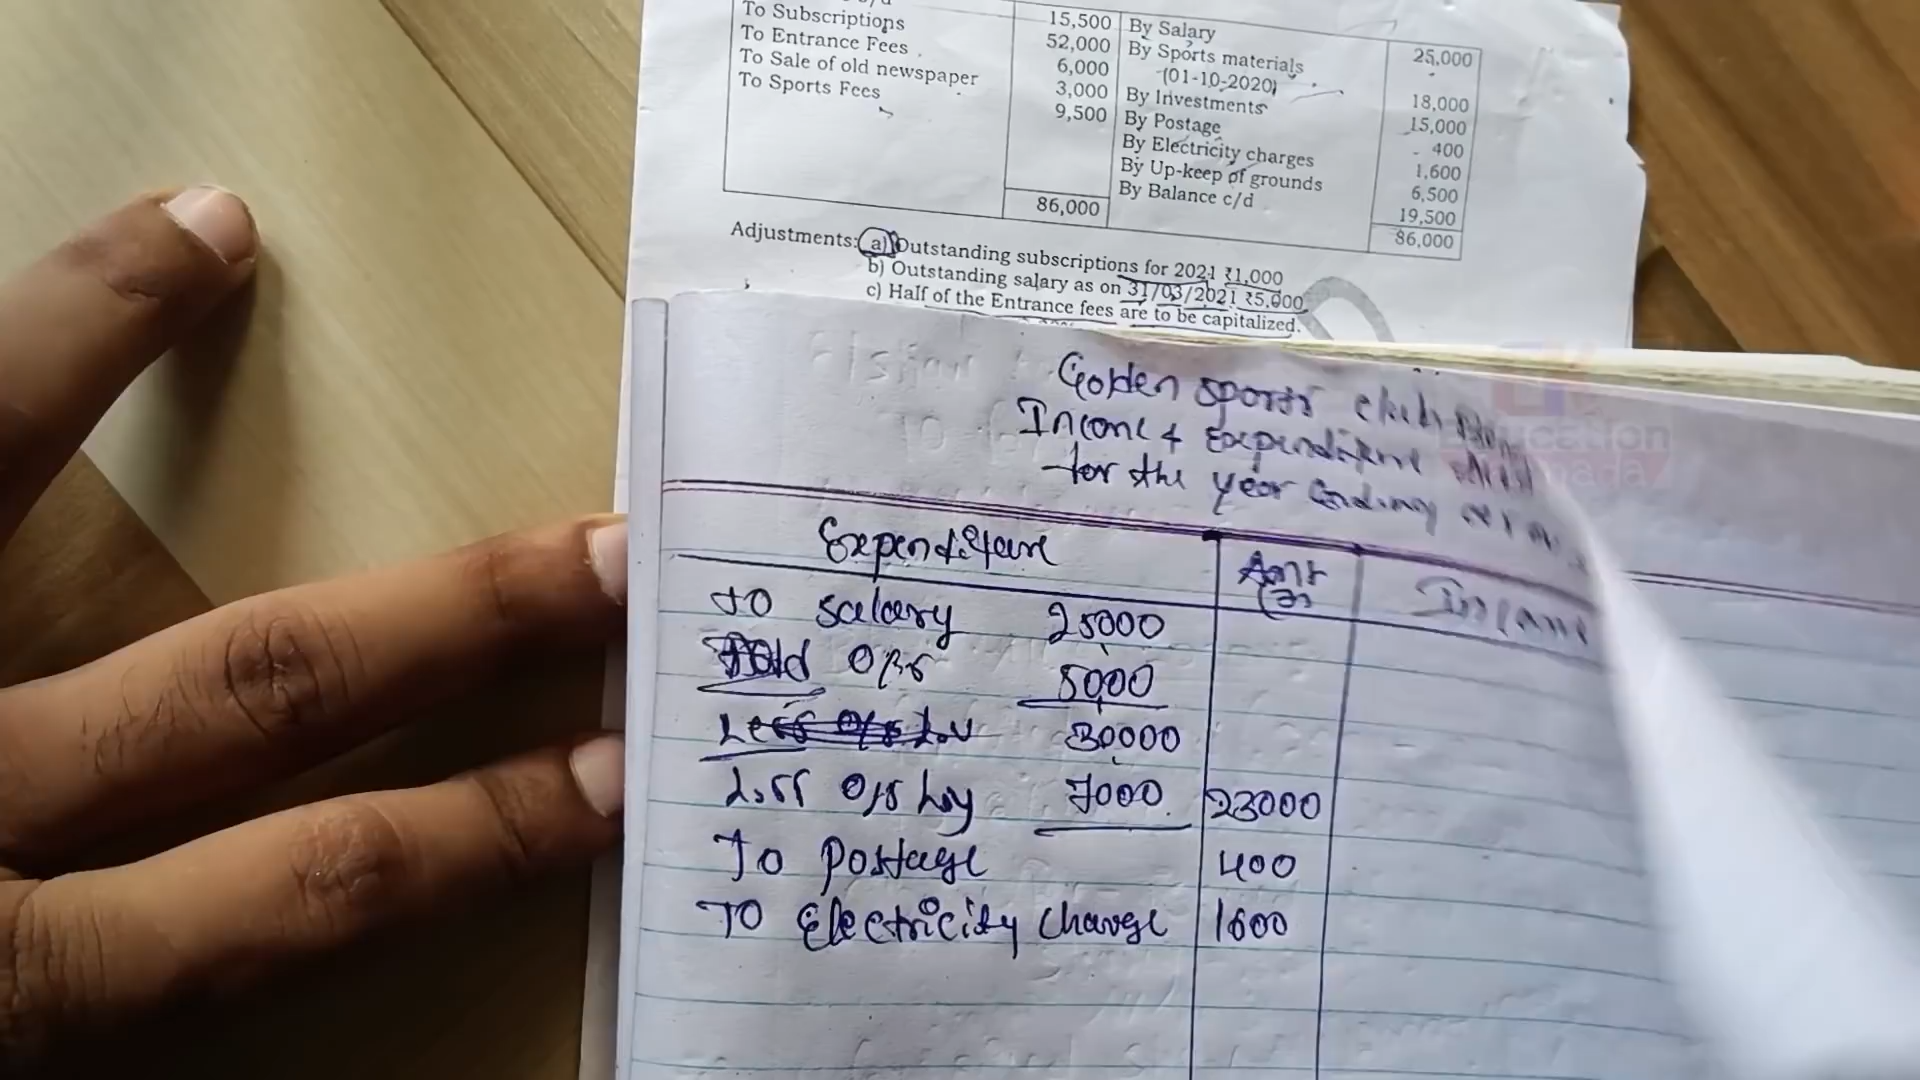 To Subscriptions 15,500 By Salary 25,000
To Entrance Fees 52,000 By Sports materials
To Sale of old newspaper 6,000 (01-10-2020) 18,000
To Sports Fees 3,000 By Investments 15,000
9,500 By Postage 400
By Electricity charges 1,600
By Up-keep of grounds 6,500
By Balance c/d 19,500
86,000 86,000
Adjustments: a) Outstanding subscriptions for 2021 ₹1,000
b) Outstanding salary as on 31/03/2021 ₹5,000
c) Half of the Entrance fees are to be capitalized.
Golden sports club
Income & Expenditure
for the year ending
Expenditure Amt
To salary 25000
O/s 5000
30000
Less O/s 7000 23000
To Postage 400
To Electricity charge 1600